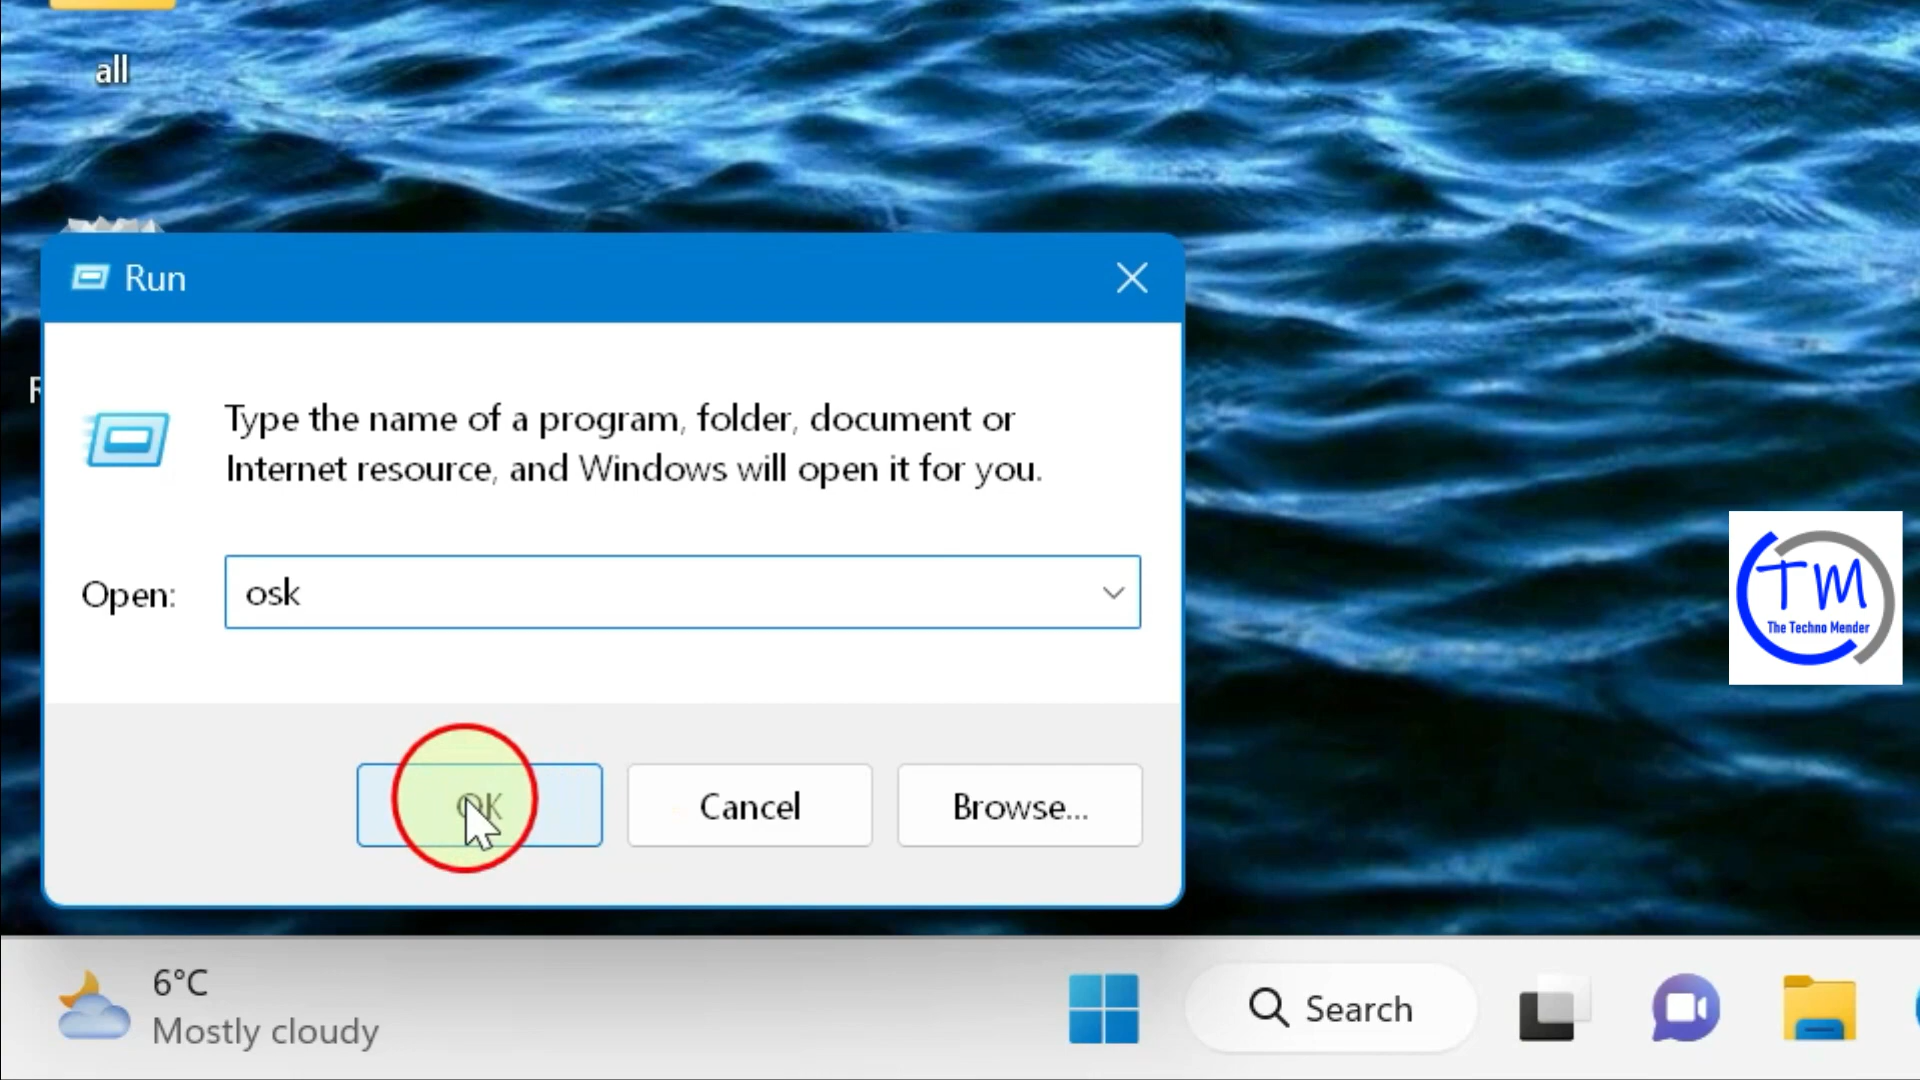 all
Run
Type the name of a program, folder, document or
Internet resource, and Windows will open it for you.
Open:
osk
OK
Cancel
Browse...
TM
The Techno Mender
6°C
Mostly cloudy
Search